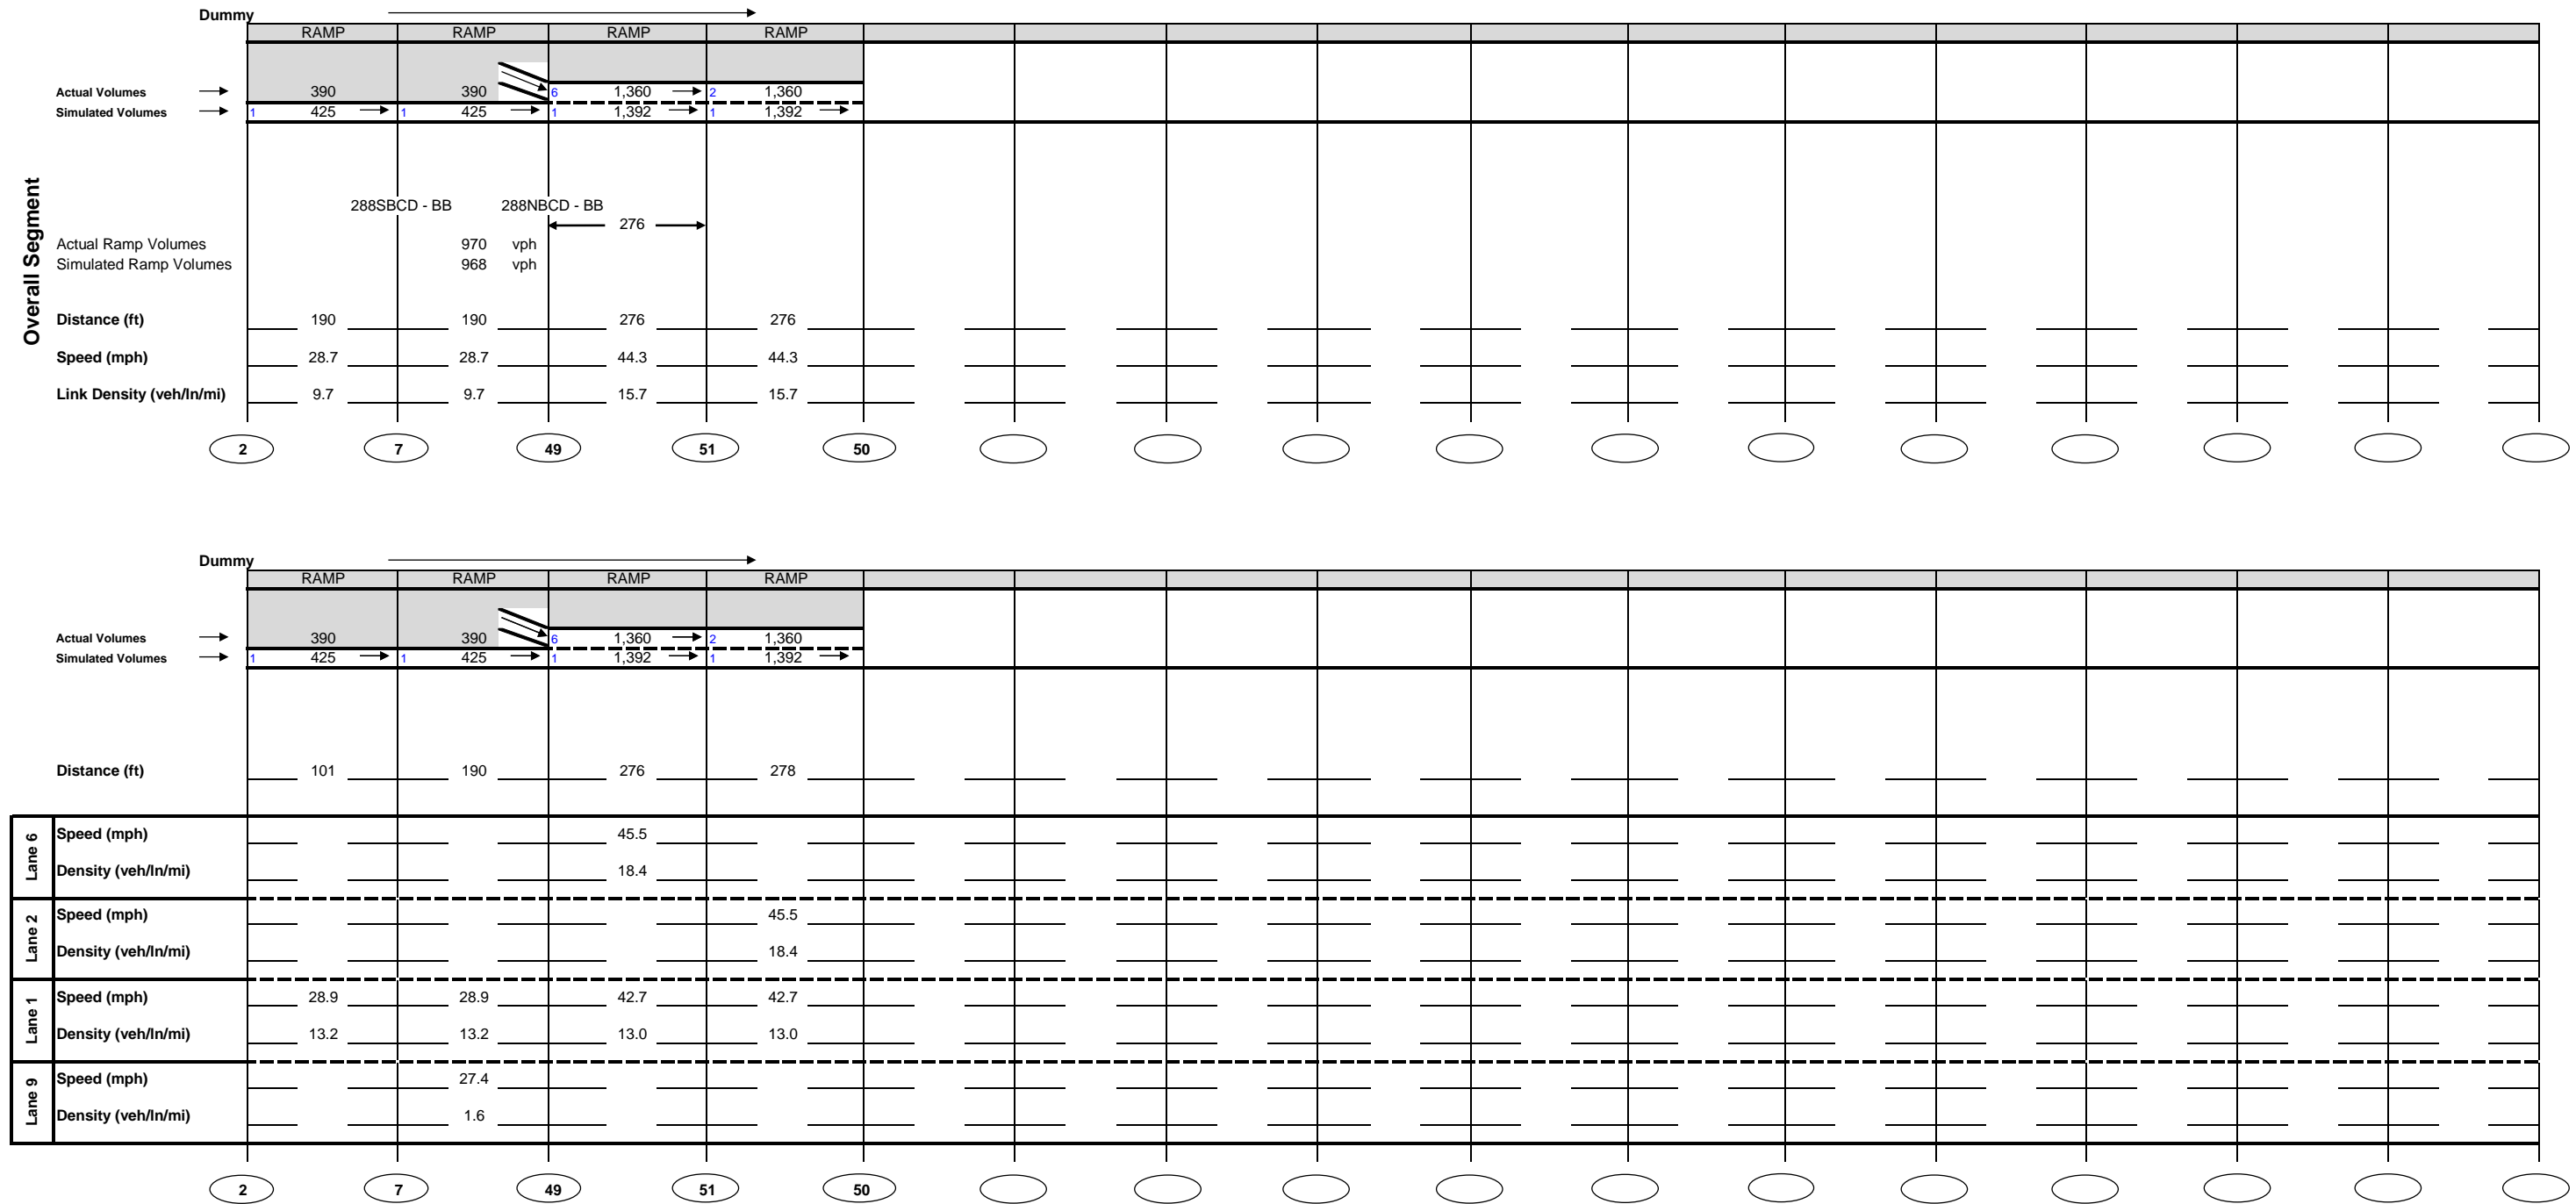 Dummy
RAMP RAMP RAMP RAMP
Actual Volumes 390 390 6 1,360 2 1,360
Simulated Volumes 1 425 1 425 1 1,392 1 1,392
Overall Segment
288SBCD - BB 288NBCD - BB
276
Actual Ramp Volumes 970 vph
Simulated Ramp Volumes 968 vph
Distance (ft) 190 190 276 276
Speed (mph) 28.7 28.7 44.3 44.3
Link Density (veh/ln/mi) 9.7 9.7 15.7 15.7
2 7 49 51 50
Dummy
RAMP RAMP RAMP RAMP
Actual Volumes 390 390 6 1,360 2 1,360
Simulated Volumes 1 425 1 425 1 1,392 1 1,392
Distance (ft) 101 190 276 278
Lane 6
Speed (mph) 45.5
Density (veh/ln/mi) 18.4
Lane 2
Speed (mph) 45.5
Density (veh/ln/mi) 18.4
Lane 1
Speed (mph) 28.9 28.9 42.7 42.7
Density (veh/ln/mi) 13.2 13.2 13.0 13.0
Lane 9
Speed (mph) 27.4
Density (veh/ln/mi) 1.6
2 7 49 51 50